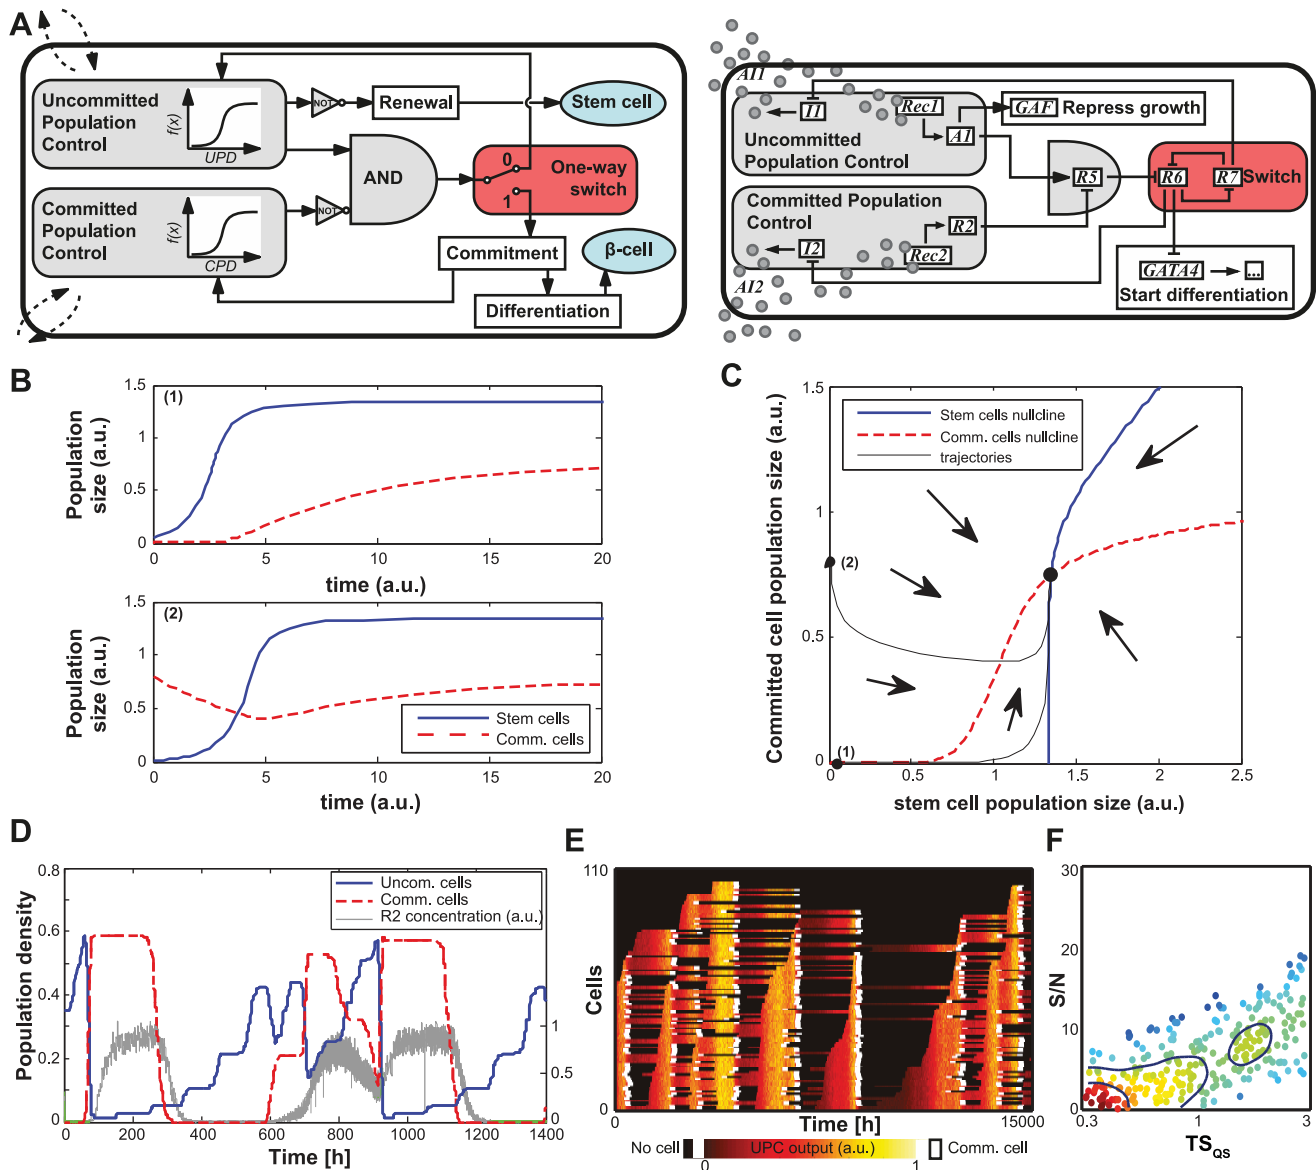 A
Uncommitted
Population
Control
f(x)
UPD
NOT
Renewal
Stem cell
AND
0
1
One-way
switch
Committed
Population
Control
f(x)
CPD
NOT
Commitment
β-cell
Differentiation
AI1
I1
Rec1
A1
GAF Repress growth
Uncommitted
Population Control
R5
R6
R7
Switch
Committed Population
Control
R2
I2
Rec2
AI2
GATA4
...
Start differentiation
B
(1)
Population
size (a.u.)
1.5
1
0.5
0
0
5
10
15
20
time (a.u.)
(2)
Population
size (a.u.)
1.5
1
0.5
0
Stem cells
Comm. cells
0
5
10
15
20
time (a.u.)
C
Committed cell population size (a.u.)
1.5
1
0.5
0
Stem cells nullcline
Comm. cells nullcline
trajectories
(2)
(1)
0
0.5
1
1.5
2
2.5
stem cell population size (a.u.)
D
Population density
0.8
0.6
0.4
0.2
0
Uncom. cells
Comm. cells
R2 concentration (a.u.)
1
0.5
0
0
200
400
600
800
1000
1200
1400
Time [h]
E
Cells
110
0
0
Time [h]
15000
No cell
UPC output (a.u.)
0
1
Comm. cell
F
S/N
30
20
10
0
0.3
1
3
TS_QS